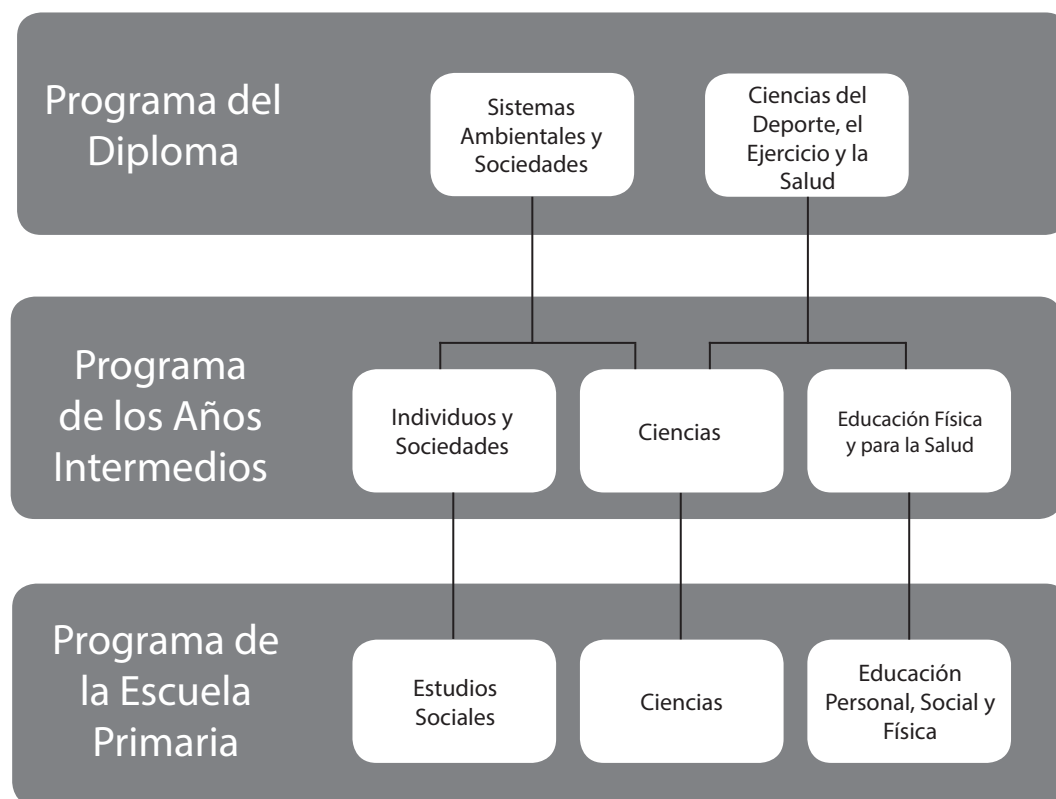 Programa del
Diploma
Sistemas
Ambientales y
Sociedades
Ciencias del
Deporte, el
Ejercicio y la
Salud
Programa
de los Años
Intermedios
Individuos y
Sociedades
Ciencias
Educación Física
y para la Salud
Programa de
la Escuela
Primaria
Estudios
Sociales
Ciencias
Educación
Personal, Social y
Física